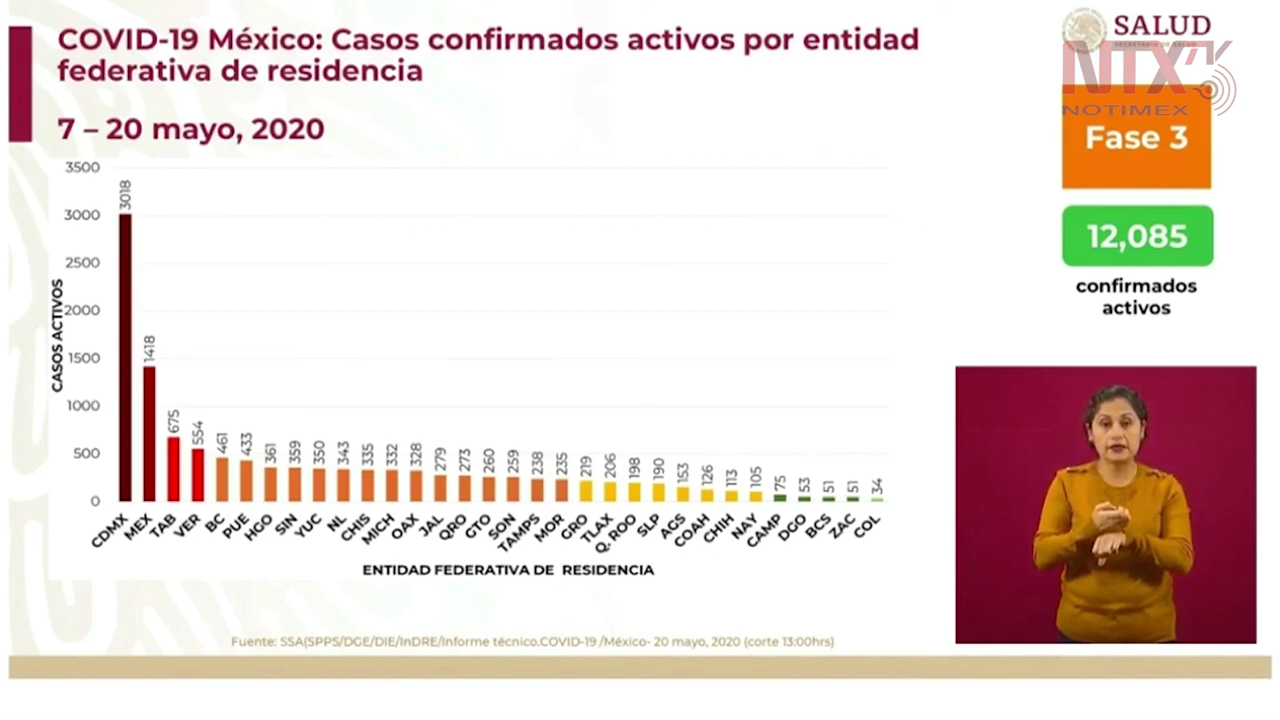 COVID-19 México: Casos confirmados activos por entidad
federativa de residencia
7 – 20 mayo, 2020
SALUD
SECRETARÍA DE SALUD
NTX
NOTIMEX
Fase 3
12,085
confirmados
activos
CASOS ACTIVOS
3500
3000
2500
2000
1500
1000
500
0
3018 1418 675 554 461 433 361 359 350 343 335 332 328 279 273 260 259 238 235 219 206 198 190 153 126 113 105 75 53 51 51 34
CDMX MEX TAB VER BC PUE HGO SIN YUC NL CHIS MICH OAX JAL QRO GTO SON TAMPS MOR GRO TLAX Q. ROO SLP AGS COAH CHIH NAY CAMP DGO BCS ZAC COL
ENTIDAD FEDERATIVA DE RESIDENCIA
Fuente: SSA(SPPS/DGE/DIE/InDRE/Informe técnico.COVID-19 /México- 20 mayo, 2020 (corte 13:00hrs)